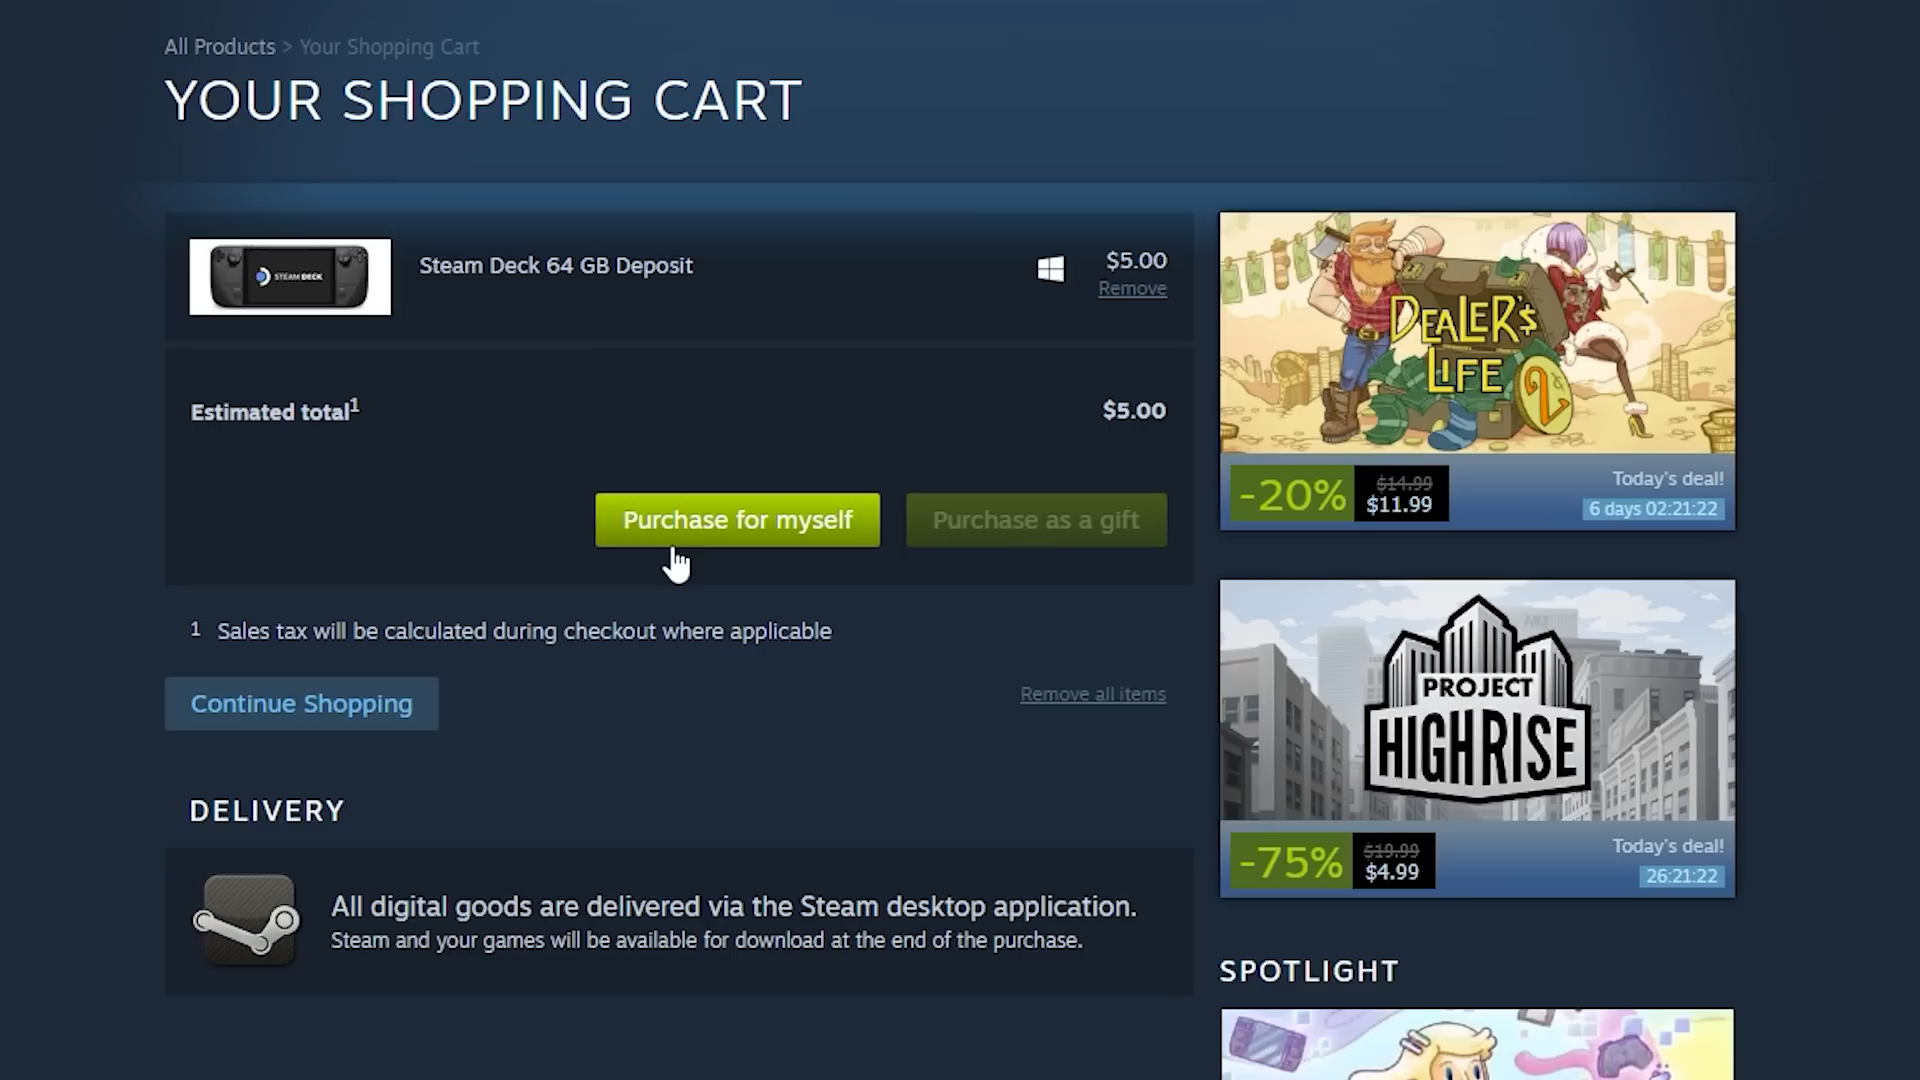 All Products > Your Shopping Cart
YOUR SHOPPING CART
STEAM DECK
Steam Deck 64 GB Deposit
$5.00
Remove
Estimated total1
$5.00
Purchase for myself
Purchase as a gift
1 Sales tax will be calculated during checkout where applicable
Continue Shopping
Remove all items
DELIVERY
All digital goods are delivered via the Steam desktop application.
Steam and your games will be available for download at the end of the purchase.
DEALER'S
LIFE
2
-20%
$14.99
$11.99
Today's deal!
6 days 02:21:22
PROJECT
HIGHRISE
-75%
$19.99
$4.99
Today's deal!
26:21:22
SPOTLIGHT